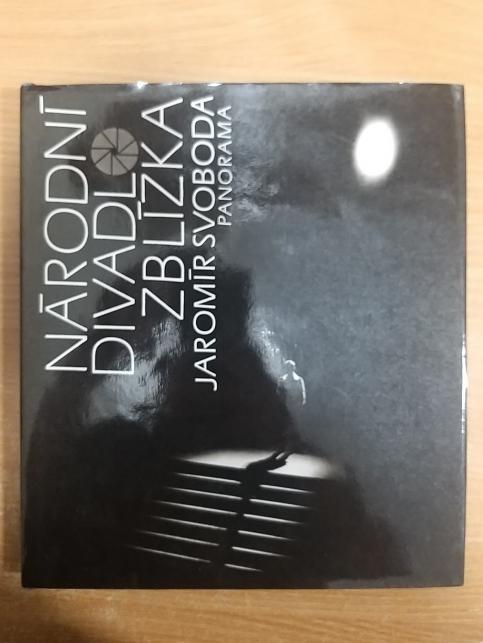 NÁRODNÍ
DIVADLO
ZBLÍZKA
JAROMÍR SVOBODA
PANORAMA